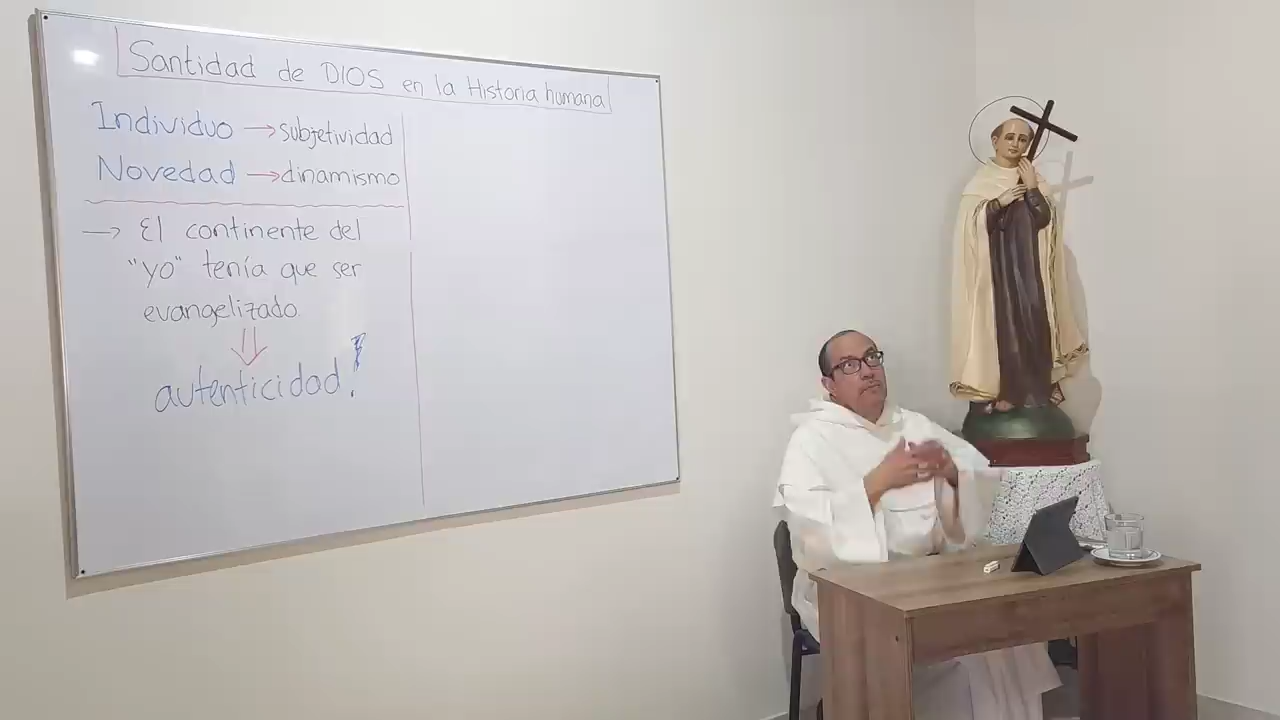 Santidad de DIOS en la Historia humana
Individuo → subjetividad
Novedad → dinamismo
→ El continente del
"yo" tenía que ser
evangelizado.
autenticidad!